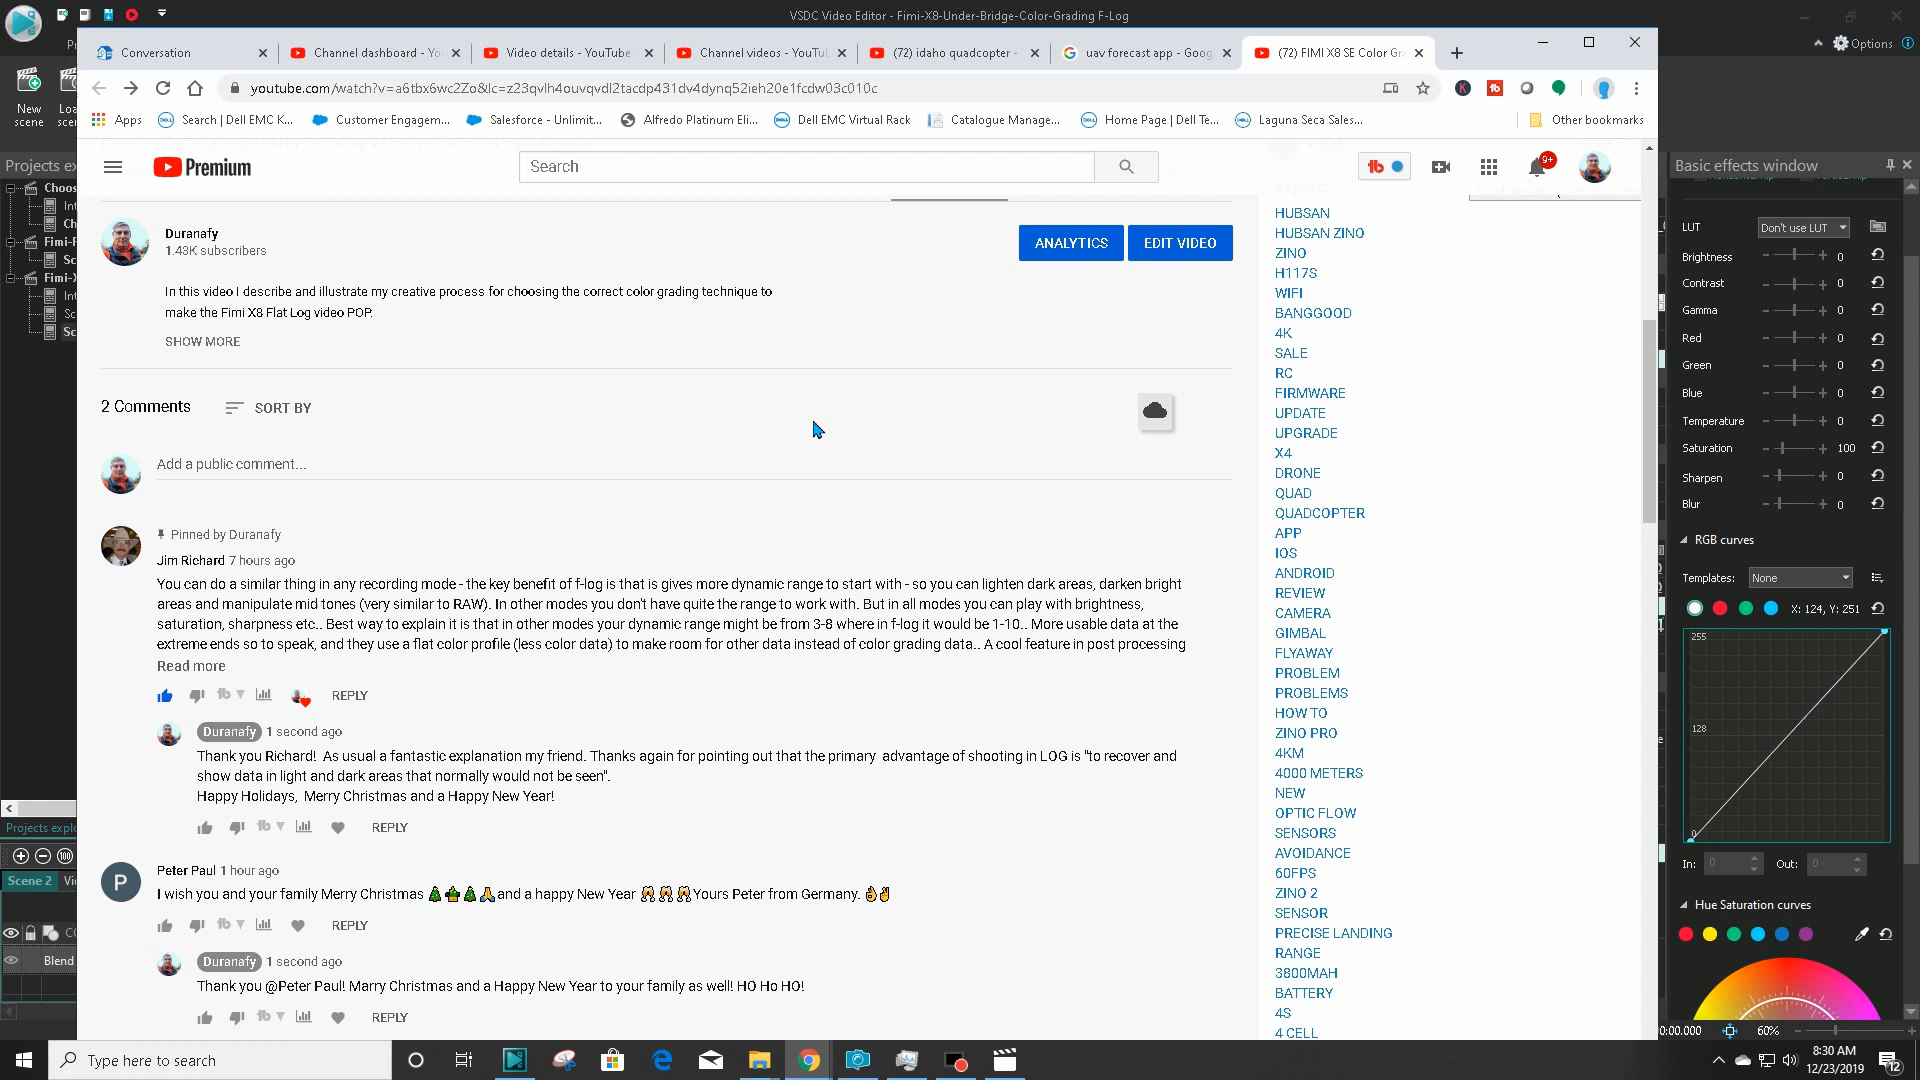 VSDC Video Editor - Fimi-X8-Under-Bridge-Color-Grading F-Log
Options
New scene
Conversation
Channel dashboard - Yo
Video details - YouTube
Channel videos - YouTu
(72) idaho quadcopter -
uav forecast app - Goog
(72) FIMI X8 SE Color Gr
youtube.com/watch?v=a6tbx6wc2Zo&lc=z23qvlh4ouvqvdl2tacdp431dv4dynq52ieh20e1fcdw03c010c
Apps
Search | Dell EMC K...
Customer Engagem...
Salesforce - Unlimit...
Alfredo Platinum Eli...
Dell EMC Virtual Rack
Catalogue Manage...
Home Page | Dell Te...
Laguna Seca Sales...
Other bookmarks
Premium
Search
9+
Duranafy
1.43K subscribers
ANALYTICS
EDIT VIDEO
In this video I describe and illustrate my creative process for choosing the correct color grading technique to
make the Fimi X8 Flat Log video POP.
SHOW MORE
2 Comments
SORT BY
Add a public comment...
Pinned by Duranafy
Jim Richard 7 hours ago
You can do a similar thing in any recording mode - the key benefit of f-log is that is gives more dynamic range to start with - so you can lighten dark areas, darken bright
areas and manipulate mid tones (very similar to RAW). In other modes you don't have quite the range to work with. But in all modes you can play with brightness,
saturation, sharpness etc.. Best way to explain it is that in other modes your dynamic range might be from 3-8 where in f-log it would be 1-10.. More usable data at the
extreme ends so to speak, and they use a flat color profile (less color data) to make room for other data instead of color grading data.. A cool feature in post processing
Read more
REPLY
Duranafy 1 second ago
Thank you Richard! As usual a fantastic explanation my friend. Thanks again for pointing out that the primary advantage of shooting in LOG is "to recover and
show data in light and dark areas that normally would not be seen".
Happy Holidays, Merry Christmas and a Happy New Year!
REPLY
P
Peter Paul 1 hour ago
I wish you and your family Merry Christmas 🎄🎄🙏and a happy New Year 🥂🥂🥂Yours Peter from Germany. 👌✌
REPLY
Duranafy 1 second ago
Thank you @Peter Paul! Marry Christmas and a Happy New Year to your family as well! HO Ho HO!
REPLY
HUBSAN
HUBSAN ZINO
ZINO
H117S
WIFI
BANGGOOD
4K
SALE
RC
FIRMWARE
UPDATE
UPGRADE
X4
DRONE
QUAD
QUADCOPTER
APP
IOS
ANDROID
REVIEW
CAMERA
GIMBAL
FLYAWAY
PROBLEM
PROBLEMS
HOW TO
ZINO PRO
4KM
4000 METERS
NEW
OPTIC FLOW
SENSORS
AVOIDANCE
60FPS
ZINO 2
SENSOR
PRECISE LANDING
RANGE
3800MAH
BATTERY
4S
4 CELL
Projects ex
Choos
Fimi-F
Fimi-X
Projects explo
Scene 2
Blend
Basic effects window
LUT
Don't use LUT
Brightness 0
Contrast 0
Gamma 0
Red 0
Green 0
Blue 0
Temperature 0
Saturation 100
Sharpen 0
Blur 0
RGB curves
Templates: None
X: 124, Y: 251
255
128
0
In: 0 Out: 0
Hue Saturation curves
0:00.000
60%
Type here to search
8:30 AM
12/23/2019
12